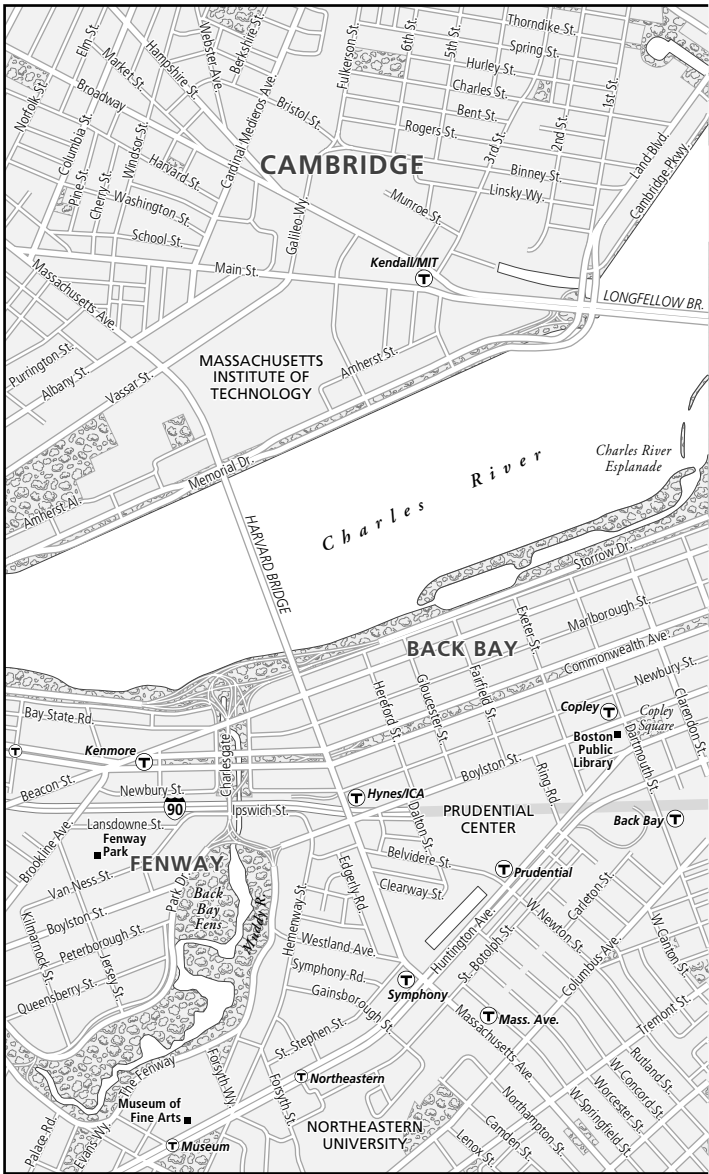 Thorndike St.
Spring St.
Hurley St.
Charles St.
Bent St.
Rogers St.
Binney St.
Linsky Wy.
Munroe St.
6th St.
5th St.
3rd St.
2nd St.
1st St.
Fulkerson St.
Land Blvd.
Cambridge Pkwy.
Elm St.
Market St.
Hampshire St.
Webster Ave.
Berkshire St.
Norfolk St.
Broadway
Columbia St.
Windsor St.
Pine St.
Cherry St.
Harvard St.
Washington St.
School St.
Cardinal Medieros Ave.
Bristol St.
CAMBRIDGE
Galileo Wy.
Main St.
Kendall/MIT
T
LONGFELLOW BR.
Massachusetts Ave.
Purrington St.
Albany St.
Vassar St.
MASSACHUSETTS
INSTITUTE OF
TECHNOLOGY
Amherst St.
Memorial Dr.
Amherst Al.
Charles River
Charles River
Esplanade
HARVARD BRIDGE
Storrow Dr.
Exeter St.
Marlborough St.
BACK BAY
Commonwealth Ave.
Newbury St.
Hereford St.
Gloucester St.
Fairfield St.
Copley
T
Copley
Square
Clarendon St.
Boston
Public
Library
Dartmouth St.
Bay State Rd.
T
Kenmore
T
Charlesgate
Beacon St.
Newbury St.
90
Ipswich St.
T
Hynes/ICA
Boylston St.
Ring Rd.
PRUDENTIAL
CENTER
Back Bay
T
Dalton St.
Belvidere St.
Clearway St.
T
Prudential
Brookline Ave.
Lansdowne St.
Fenway
Park
FENWAY
Van Ness St.
Park Dr.
Back
Bay
Fens
Muddy R.
Boylston St.
Kilmarnock St.
Peterborough St.
Jersey St.
Queensberry St.
Hemenway St.
Edgerly Rd.
Westland Ave.
Symphony Rd.
Gainsborough St.
T
Symphony
Huntington Ave.
St. Botolph St.
W. Newton St.
Carleton St.
Columbus Ave.
W. Canton St.
T
Mass. Ave.
Massachusetts Ave.
Tremont St.
Rutland St.
W. Concord St.
Worcester St.
W. Springfield St.
Northampton St.
Camden St.
Lenox St.
St. Stephen St.
T
Northeastern
The Fenway
Forsyth Wy.
Forsyth St.
Museum of
Fine Arts
T
Museum
NORTHEASTERN
UNIVERSITY
Palace Rd.
Evans Wy.